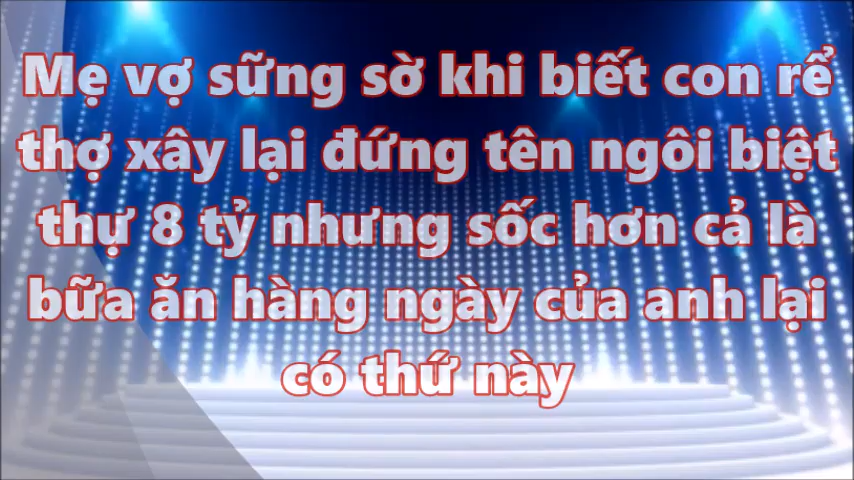 Mẹ vợ sững sờ khi biết con rể
thợ xây lại đứng tên ngôi biệt
thự 8 tỷ nhưng sốc hơn cả là
bữa ăn hàng ngày của anh lại
có thứ này